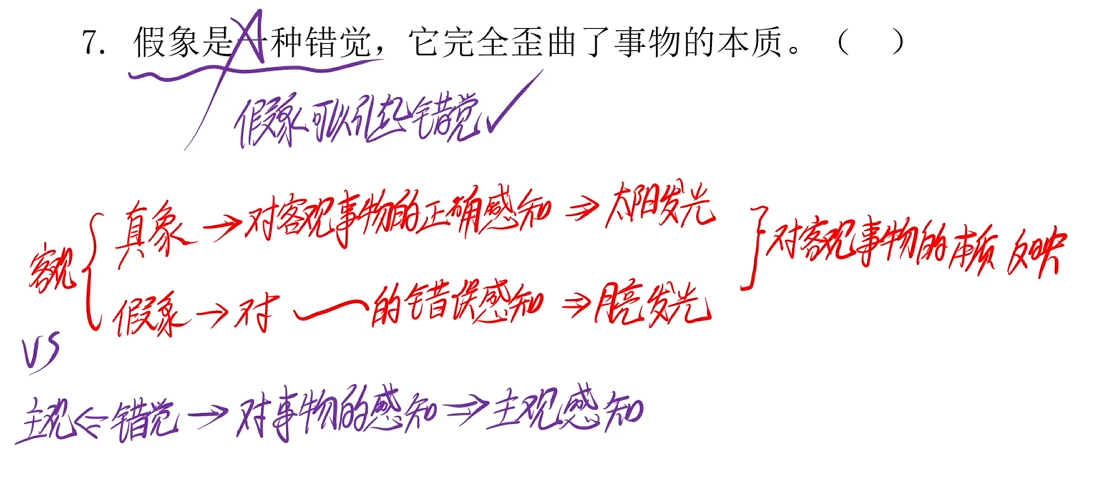 7. 假象是一种错觉，它完全歪曲了事物的本质。（ ）
假象可以引起错觉✓
真象→对客观事物的正确感知⇒太阳发光
客观
对客观事物的本质反映
假象→对 一的错误感知⇒月亮发光
VS
主观⇐错觉→对事物的感知⇒主观感知